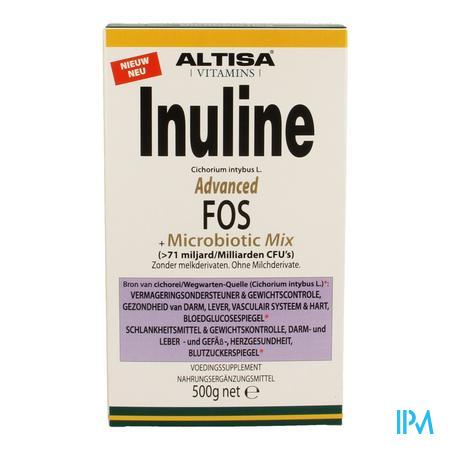 NIEUW
NEU
ALTISA®
VITAMINS
Inuline
Cichorium intybus L.
Advanced
FOS
+ Microbiotic Mix
(>71 miljard/Milliarden CFU's)
Zonder melkderivaten. Ohne Milchderivate.
Bron van cichorei/Wegwarten-Quelle (Cichorium intybus L.)*:
VERMAGERINGSONDERSTEUNER & GEWICHTSCONTROLE,
GEZONDHEID van DARM, LEVER, VASCULAIR SYSTEEM & HART,
BLOEDGLUCOSESPIEGEL*
SCHLANKHEITSMITTEL & GEWICHTSKONTROLLE, DARM- und
LEBER - und GEFÄß-, HERZGESUNDHEIT,
BLUTZUCKERSPIEGEL*
VOEDINGSSUPPLEMENT
NAHRUNGSERGÄNZUNGSMITTEL
500g net e
IPM